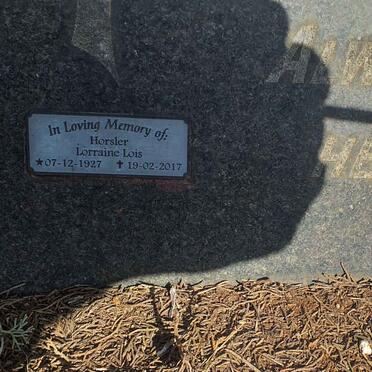 In Loving Memory of:
Horsler
Lorraine Lois
★07-12-1927 ✝19-02-2017